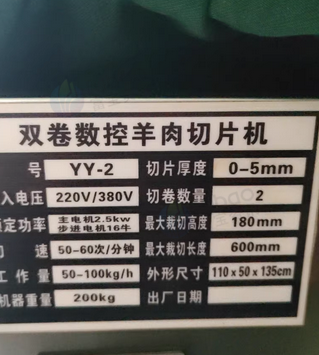 双卷数控羊肉切片机
号 YY-2 切片厚度 0-5mm
入电压 220V/380V 切卷数量 2
定功率 主电机2.5kw 步进电机16牛 最大裁切高度 180mm
速 50-60次/分钟 最大裁切长度 600mm
工作量 50-100kg/h 外形尺寸 110x50x135cm
机器重量 200kg 出厂日期